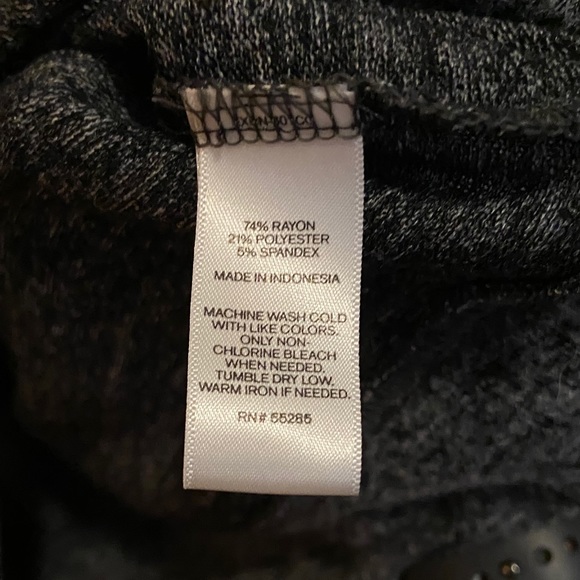 74% RAYON
21% POLYESTER
5% SPANDEX
MADE IN INDONESIA
MACHINE WASH COLD
WITH LIKE COLORS.
ONLY NON-
CHLORINE BLEACH
WHEN NEEDED.
TUMBLE DRY LOW.
WARM IRON IF NEEDED.
RN# 55285